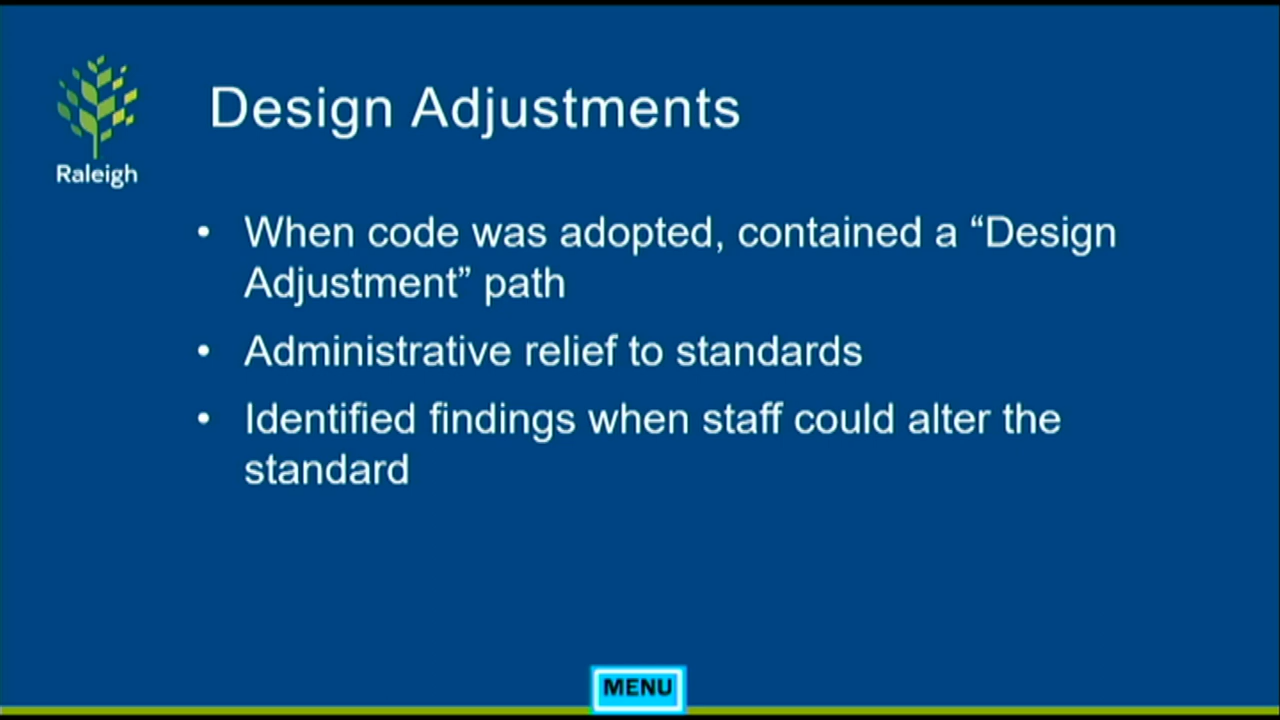 Design Adjustments
Raleigh
• When code was adopted, contained a “Design
Adjustment” path
• Administrative relief to standards
• Identified findings when staff could alter the
standard
MENU